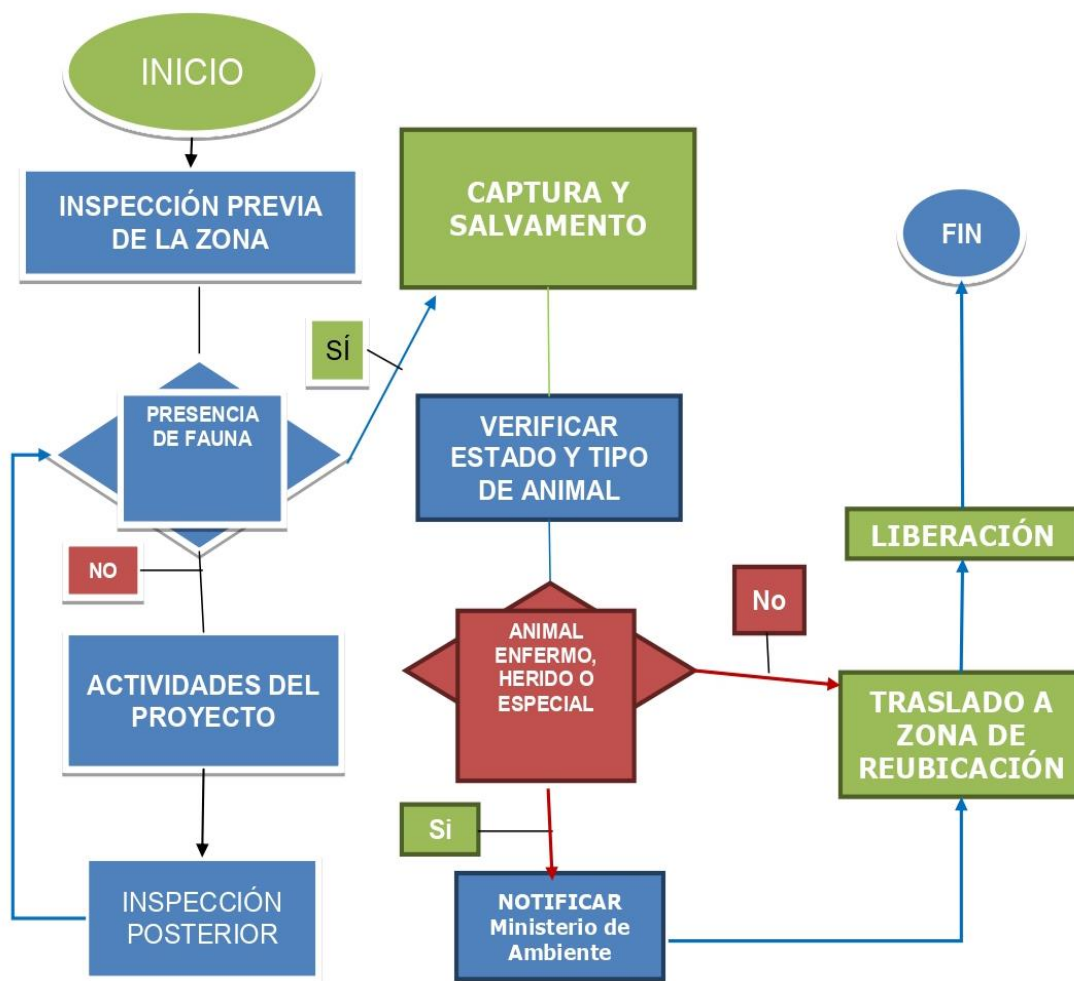 INICIO
INSPECCIÓN PREVIA
DE LA ZONA
PRESENCIA
DE FAUNA
SÍ
NO
ACTIVIDADES DEL
PROYECTO
INSPECCIÓN
POSTERIOR
CAPTURA Y
SALVAMENTO
VERIFICAR
ESTADO Y TIPO
DE ANIMAL
ANIMAL
ENFERMO,
HERIDO O
ESPECIAL
No
Si
NOTIFICAR
Ministerio de
Ambiente
TRASLADO A
ZONA DE
REUBICACIÓN
LIBERACIÓN
FIN